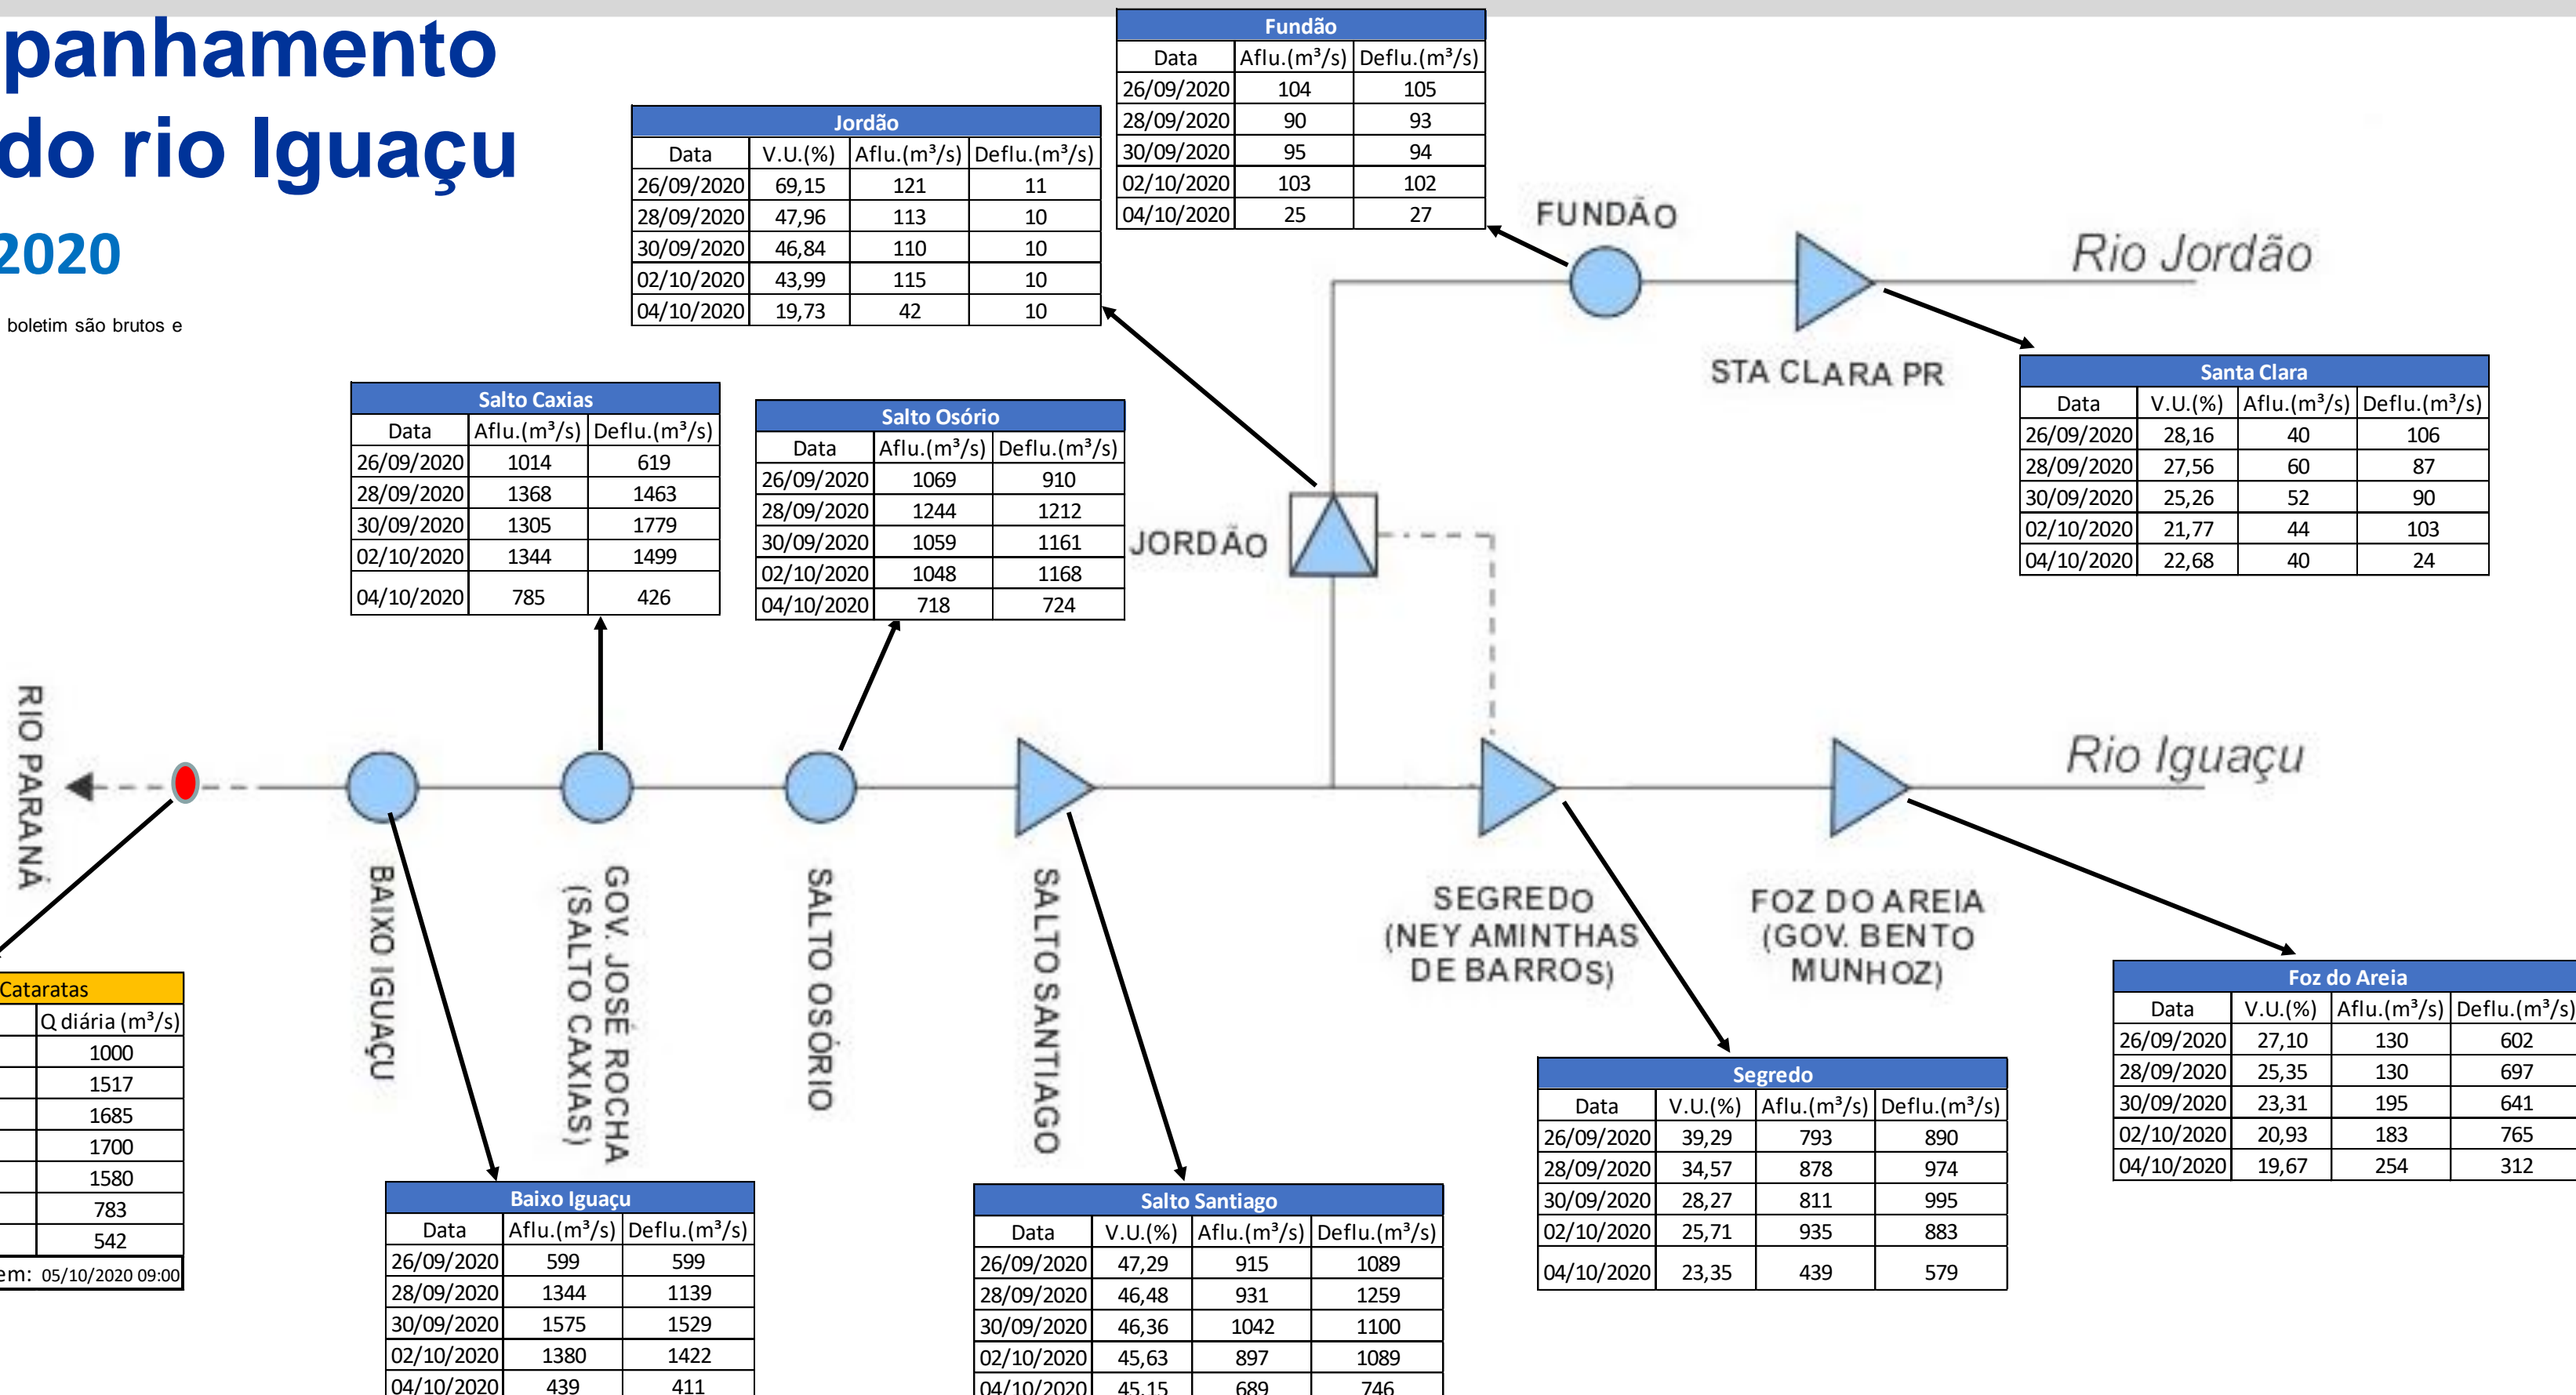 panhamento
do rio Iguaçu
2020
boletim são brutos e
Fundão
Data Aflu.(m³/s) Deflu.(m³/s)
26/09/2020 104 105
28/09/2020 90 93
30/09/2020 95 94
02/10/2020 103 102
04/10/2020 25 27
Jordão
Data V.U.(%) Aflu.(m³/s) Deflu.(m³/s)
26/09/2020 69,15 121 11
28/09/2020 47,96 113 10
30/09/2020 46,84 110 10
02/10/2020 43,99 115 10
04/10/2020 19,73 42 10
FUNDÃO
Rio Jordão
STA CLARA PR
Santa Clara
Data V.U.(%) Aflu.(m³/s) Deflu.(m³/s)
26/09/2020 28,16 40 106
28/09/2020 27,56 60 87
30/09/2020 25,26 52 90
02/10/2020 21,77 44 103
04/10/2020 22,68 40 24
Salto Caxias
Data Aflu.(m³/s) Deflu.(m³/s)
26/09/2020 1014 619
28/09/2020 1368 1463
30/09/2020 1305 1779
02/10/2020 1344 1499
04/10/2020 785 426
Salto Osório
Data Aflu.(m³/s) Deflu.(m³/s)
26/09/2020 1069 910
28/09/2020 1244 1212
30/09/2020 1059 1161
02/10/2020 1048 1168
04/10/2020 718 724
JORDÃO
RIO PARANÁ
Rio Iguaçu
BAIXO IGUAÇU
GOV. JOSÉ ROCHA
(SALTO CAXIAS)
SALTO OSÓRIO
SALTO SANTIAGO
SEGREDO
(NEY AMINTHAS
DE BARROS)
FOZ DO AREIA
(GOV. BENTO
MUNHOZ)
Cataratas
Q diária (m³/s)
1000
1517
1685
1700
1580
783
542
em: 05/10/2020 09:00
Baixo Iguaçu
Data Aflu.(m³/s) Deflu.(m³/s)
26/09/2020 599 599
28/09/2020 1344 1139
30/09/2020 1575 1529
02/10/2020 1380 1422
04/10/2020 439 411
Salto Santiago
Data V.U.(%) Aflu.(m³/s) Deflu.(m³/s)
26/09/2020 47,29 915 1089
28/09/2020 46,48 931 1259
30/09/2020 46,36 1042 1100
02/10/2020 45,63 897 1089
04/10/2020 45,15 689 746
Segredo
Data V.U.(%) Aflu.(m³/s) Deflu.(m³/s)
26/09/2020 39,29 793 890
28/09/2020 34,57 878 974
30/09/2020 28,27 811 995
02/10/2020 25,71 935 883
04/10/2020 23,35 439 579
Foz do Areia
Data V.U.(%) Aflu.(m³/s) Deflu.(m³/s)
26/09/2020 27,10 130 602
28/09/2020 25,35 130 697
30/09/2020 23,31 195 641
02/10/2020 20,93 183 765
04/10/2020 19,67 254 312